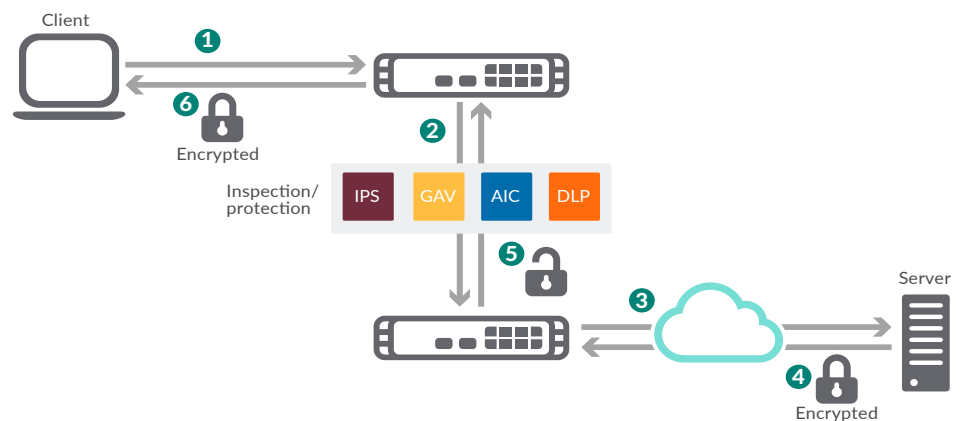 Client
1
6
Encrypted
2
Inspection/
protection
IPS
GAV
AIC
DLP
5
3
Server
4
Encrypted